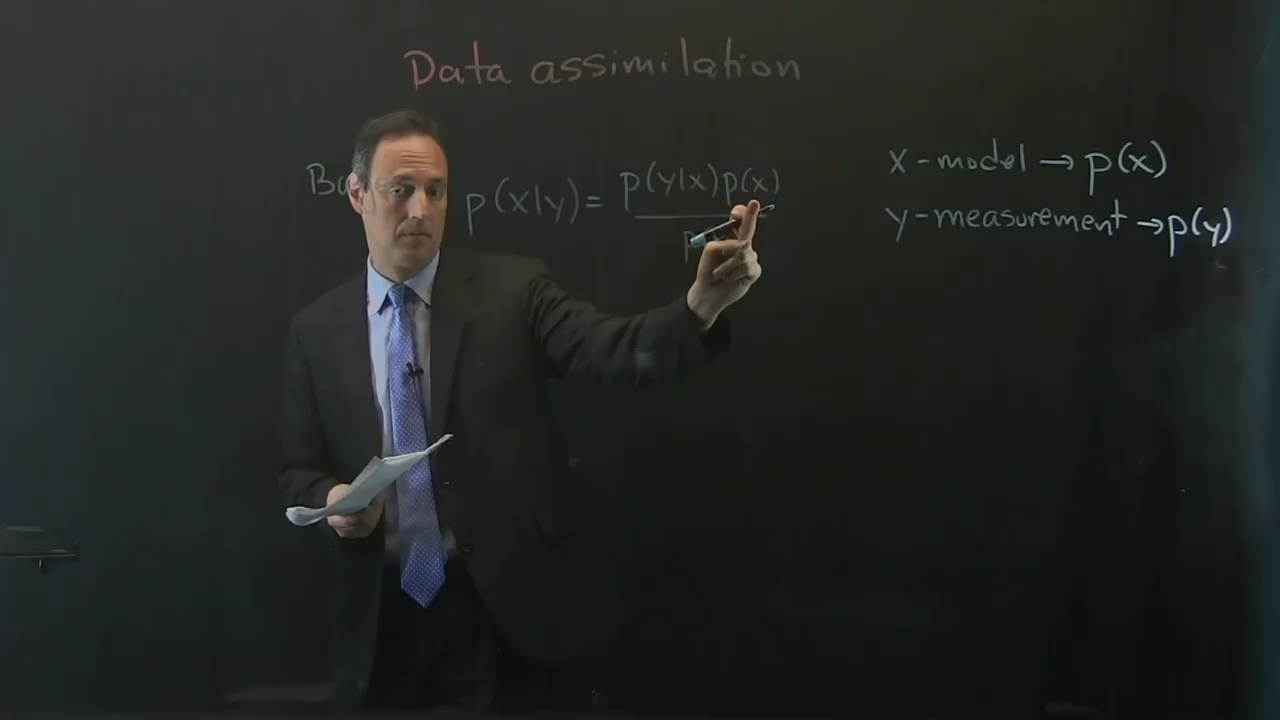 Data assimilation
p(x|y) = p(y|x)p(x)
x-model → p(x)
y-measurement → p(y)